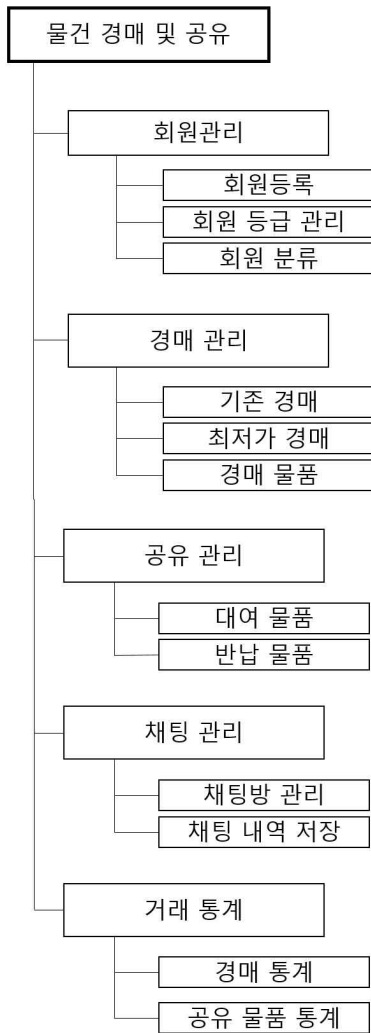 물건 경매 및 공유
회원관리
회원등록
회원 등급 관리
회원 분류
경매 관리
기존 경매
최저가 경매
경매 물품
공유 관리
대여 물품
반납 물품
채팅 관리
채팅방 관리
채팅 내역 저장
거래 통계
경매 통계
공유 물품 통계